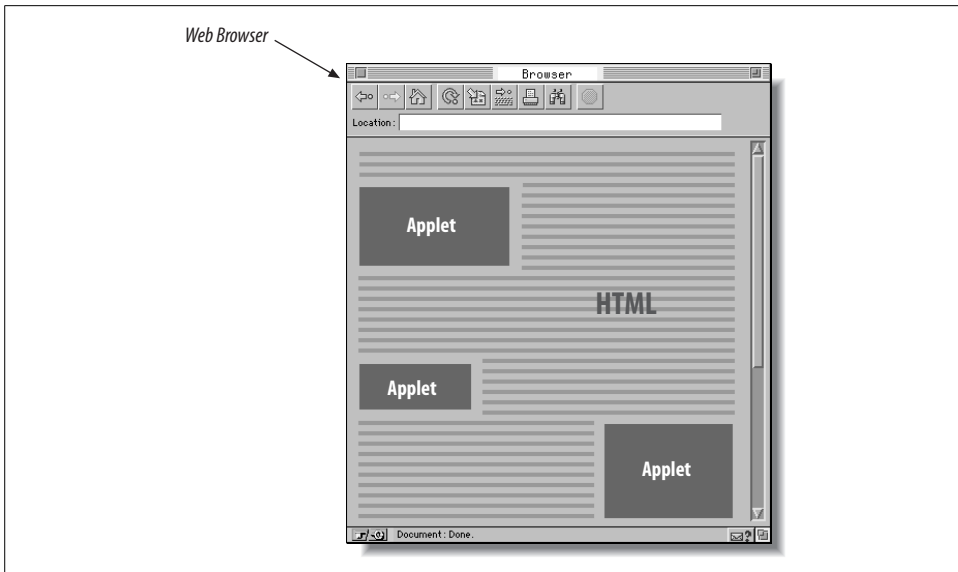 Web Browser
Browser
Location:
Applet
HTML
Applet
Applet
Document: Done.
?